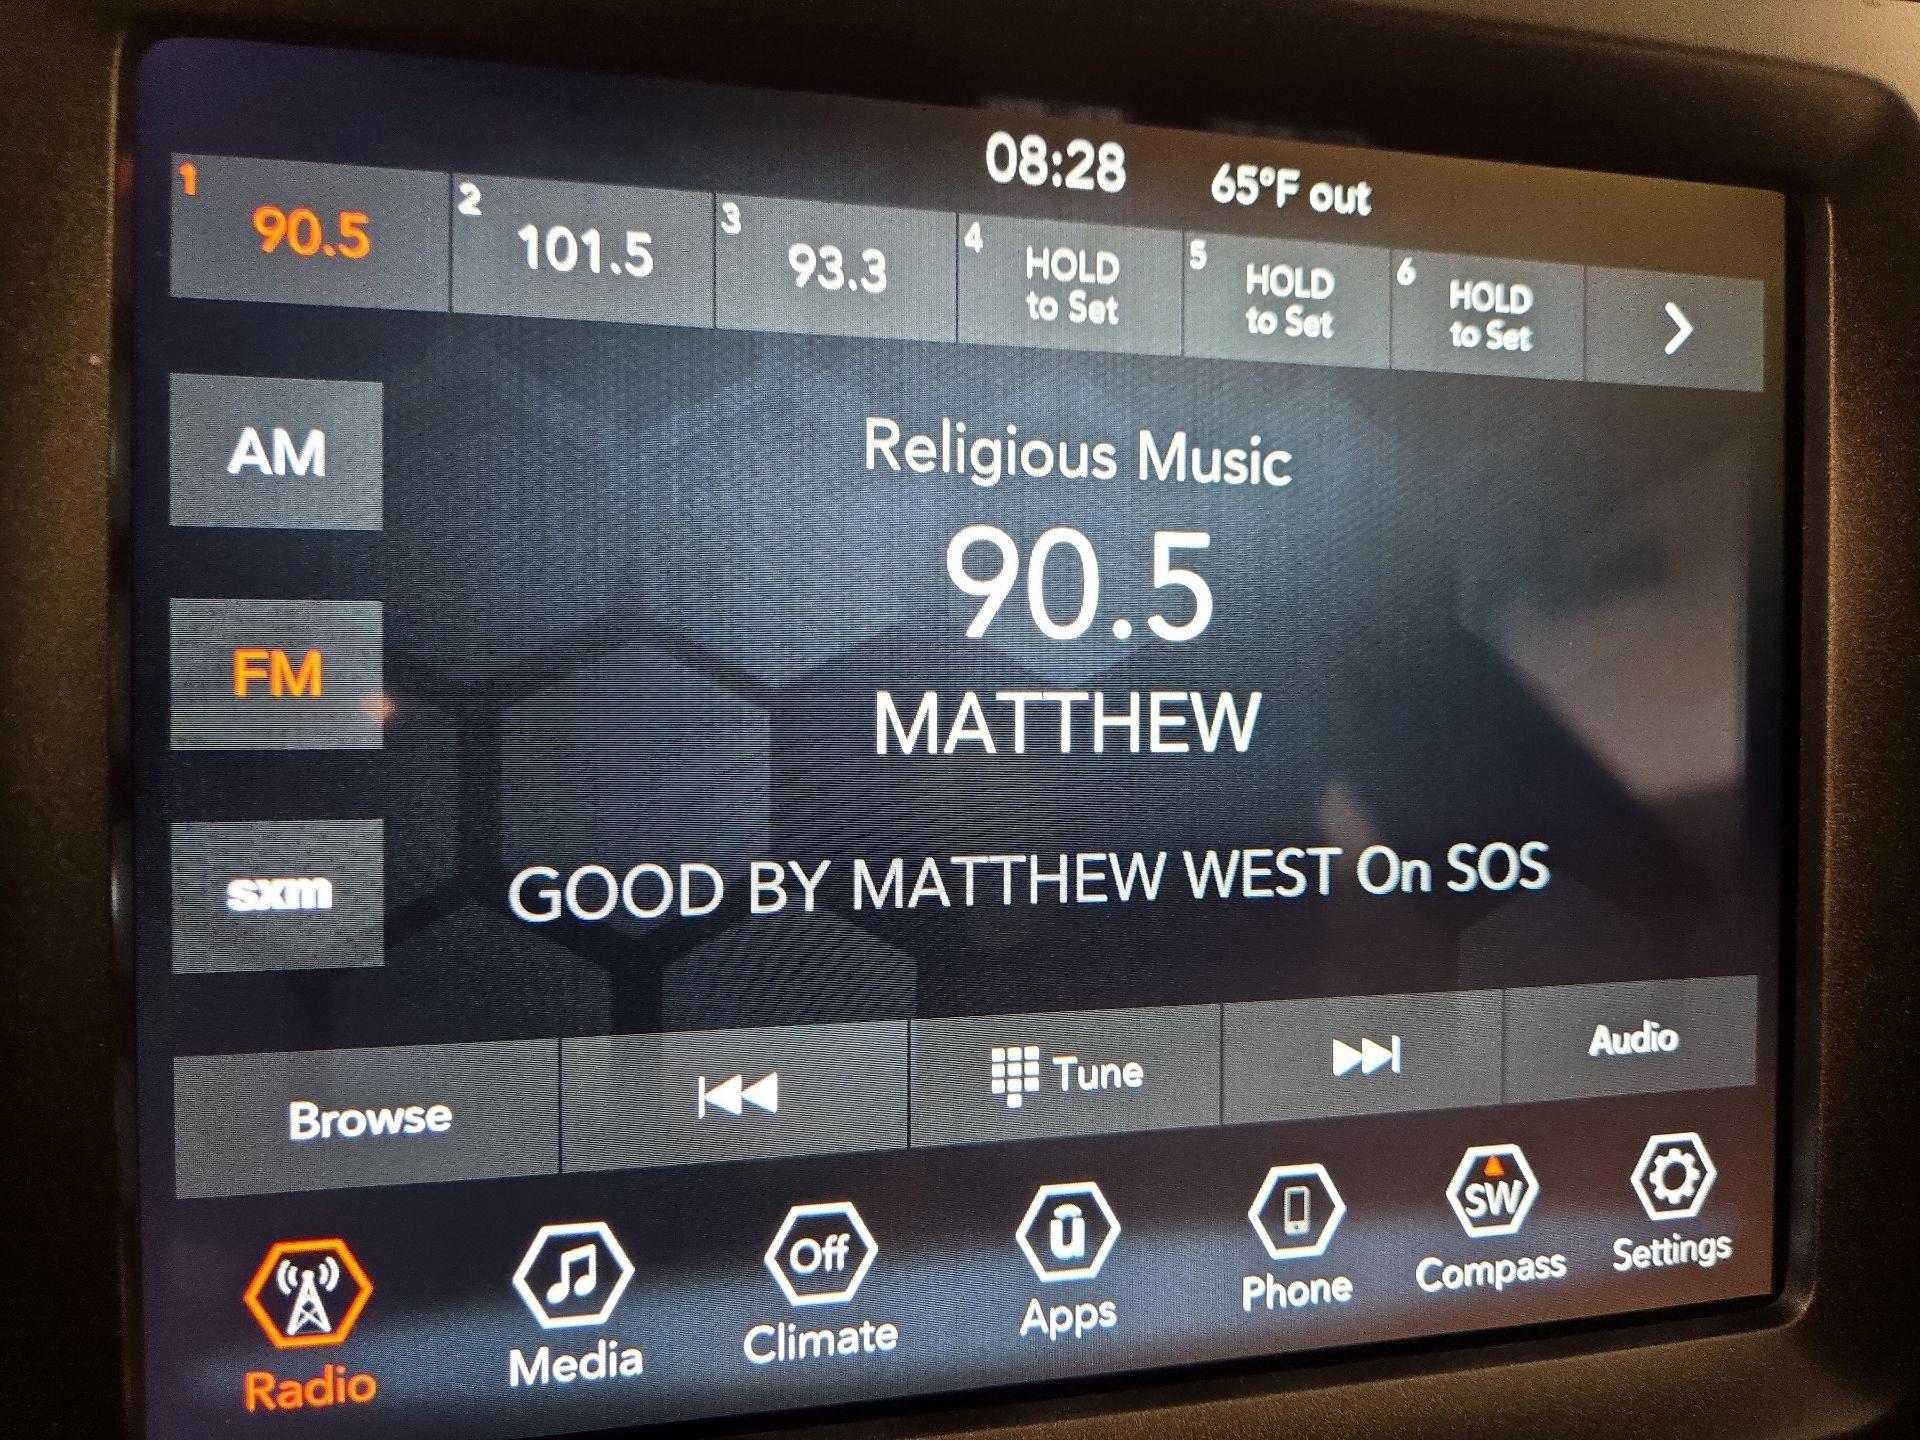 08:28 65°F out
1 90.5
2 101.5
3 93.3
4 HOLD
to Set
5 HOLD
to Set
6 HOLD
to Set
AM
FM
sxm
Religious Music
90.5
MATTHEW
GOOD BY MATTHEW WEST On SOS
Browse
Tune
Audio
Radio
Media
Off
Climate
ū
Apps
Phone
SW
Compass
Settings